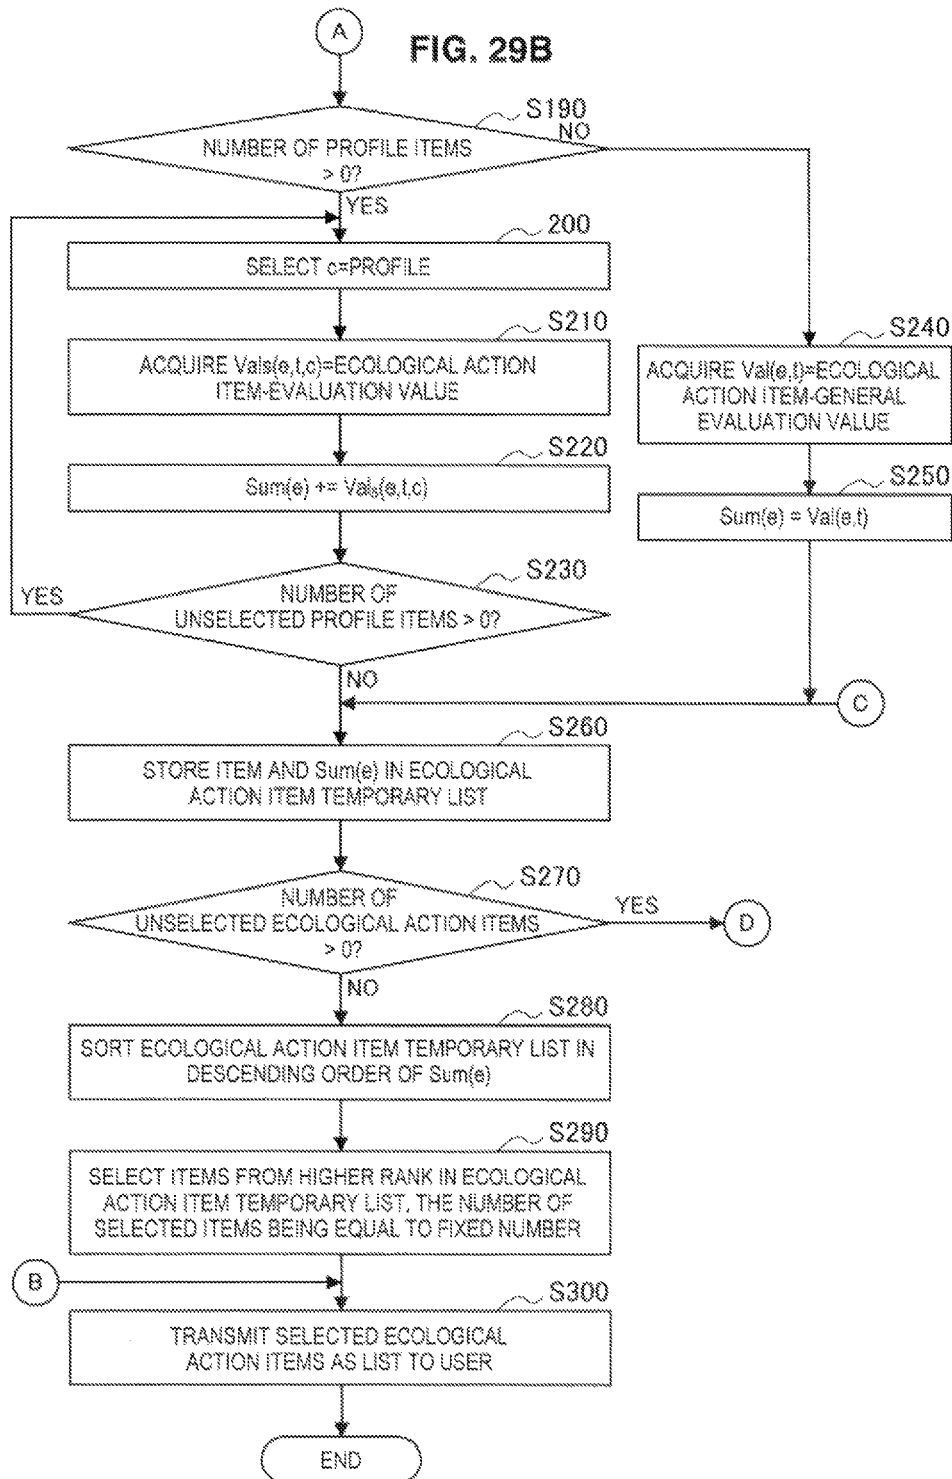 A
FIG. 29B
S190
NO
NUMBER OF PROFILE ITEMS
> 0?
YES
200
SELECT c=PROFILE
S210
ACQUIRE Vals(e,t,c)=ECOLOGICAL ACTION
ITEM-EVALUATION VALUE
S240
ACQUIRE Val(e,t)=ECOLOGICAL
ACTION ITEM-GENERAL
EVALUATION VALUE
S220
Sum(e) += Vals(e,t,c)
S250
Sum(e) = Val(e,t)
S230
YES
NUMBER OF
UNSELECTED PROFILE ITEMS > 0?
NO
C
S260
STORE ITEM AND Sum(e) IN ECOLOGICAL
ACTION ITEM TEMPORARY LIST
S270
NUMBER OF
UNSELECTED ECOLOGICAL ACTION ITEMS
> 0?
YES
D
NO
S280
SORT ECOLOGICAL ACTION ITEM TEMPORARY LIST IN
DESCENDING ORDER OF Sum(e)
S290
SELECT ITEMS FROM HIGHER RANK IN ECOLOGICAL
ACTION ITEM TEMPORARY LIST, THE NUMBER OF
SELECTED ITEMS BEING EQUAL TO FIXED NUMBER
B
S300
TRANSMIT SELECTED ECOLOGICAL
ACTION ITEMS AS LIST TO USER
END